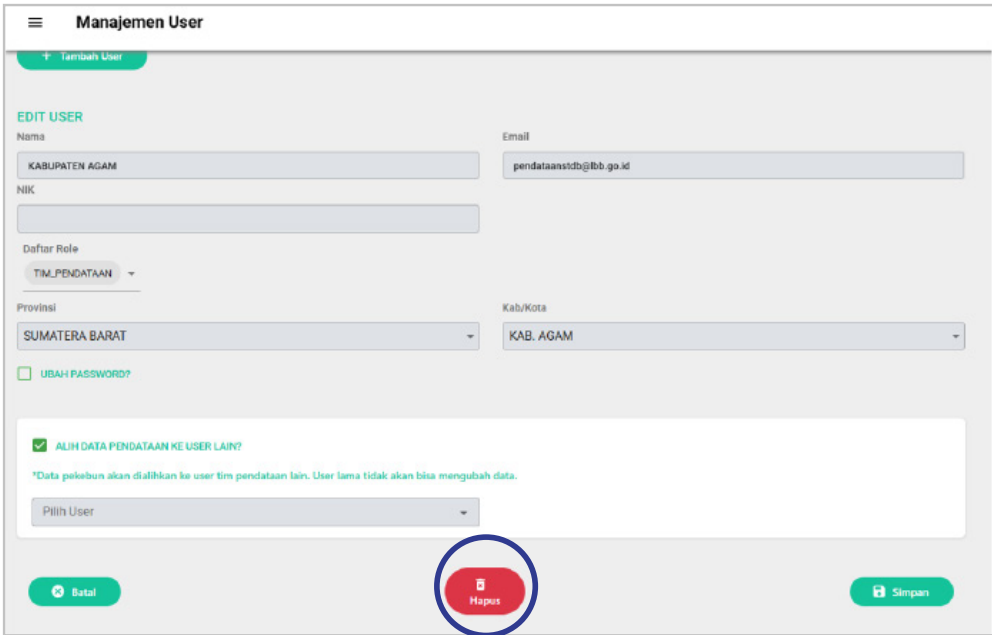 Manajemen User
+ Tambah User
EDIT USER
Nama
Email
KABUPATEN AGAM
pendataanstdb@lbb.go.id
NIK
Daftar Role
TIM_PENDATAAN
Provinsi
Kab/Kota
SUMATERA BARAT
KAB. AGAM
UBAH PASSWORD?
ALIH DATA PENDATAAN KE USER LAIN?
*Data pekebun akan dialihkan ke user tim pendataan lain. User lama tidak akan bisa mengubah data.
Pilih User
Batal
Hapus
Simpan